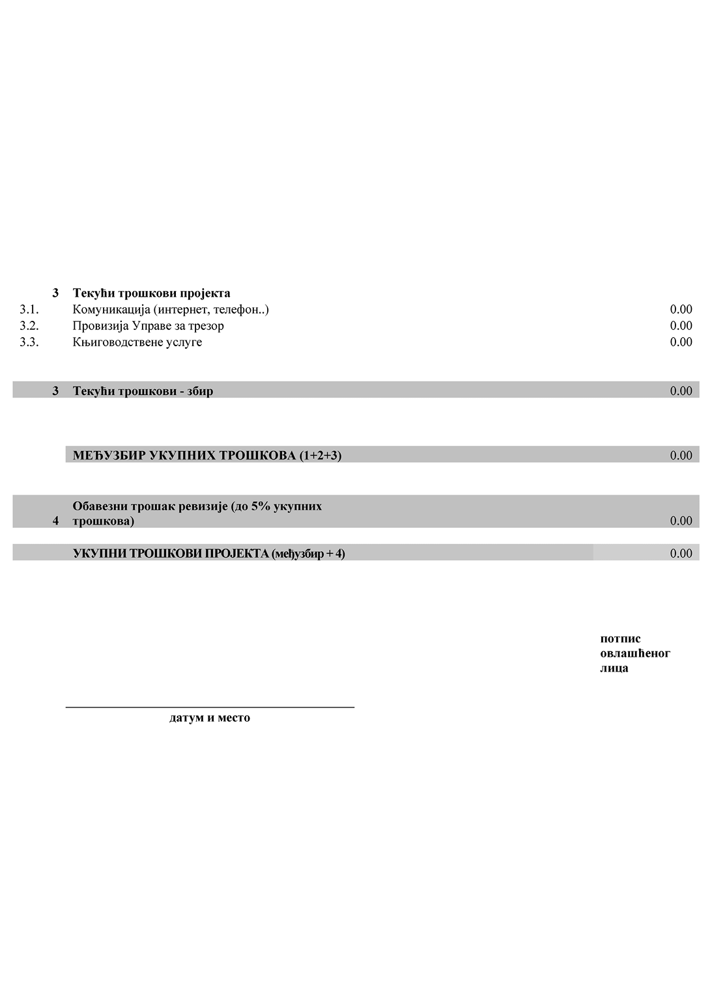 3 Текући трошкови пројекта
3.1. Комуникација (интернет, телефон..) 0.00
3.2. Провизија Управе за трезор 0.00
3.3. Књиговодствене услуге 0.00
3 Текући трошкови - збир 0.00
МЕЂУЗБИР УКУПНИХ ТРОШКОВА (1+2+3) 0.00
Обавезни трошак ревизије (до 5% укупних
4 трошкова) 0.00
УКУПНИ ТРОШКОВИ ПРОЈЕКТА (међузбир + 4) 0.00
потпис
овлашћеног
лица
датум и место